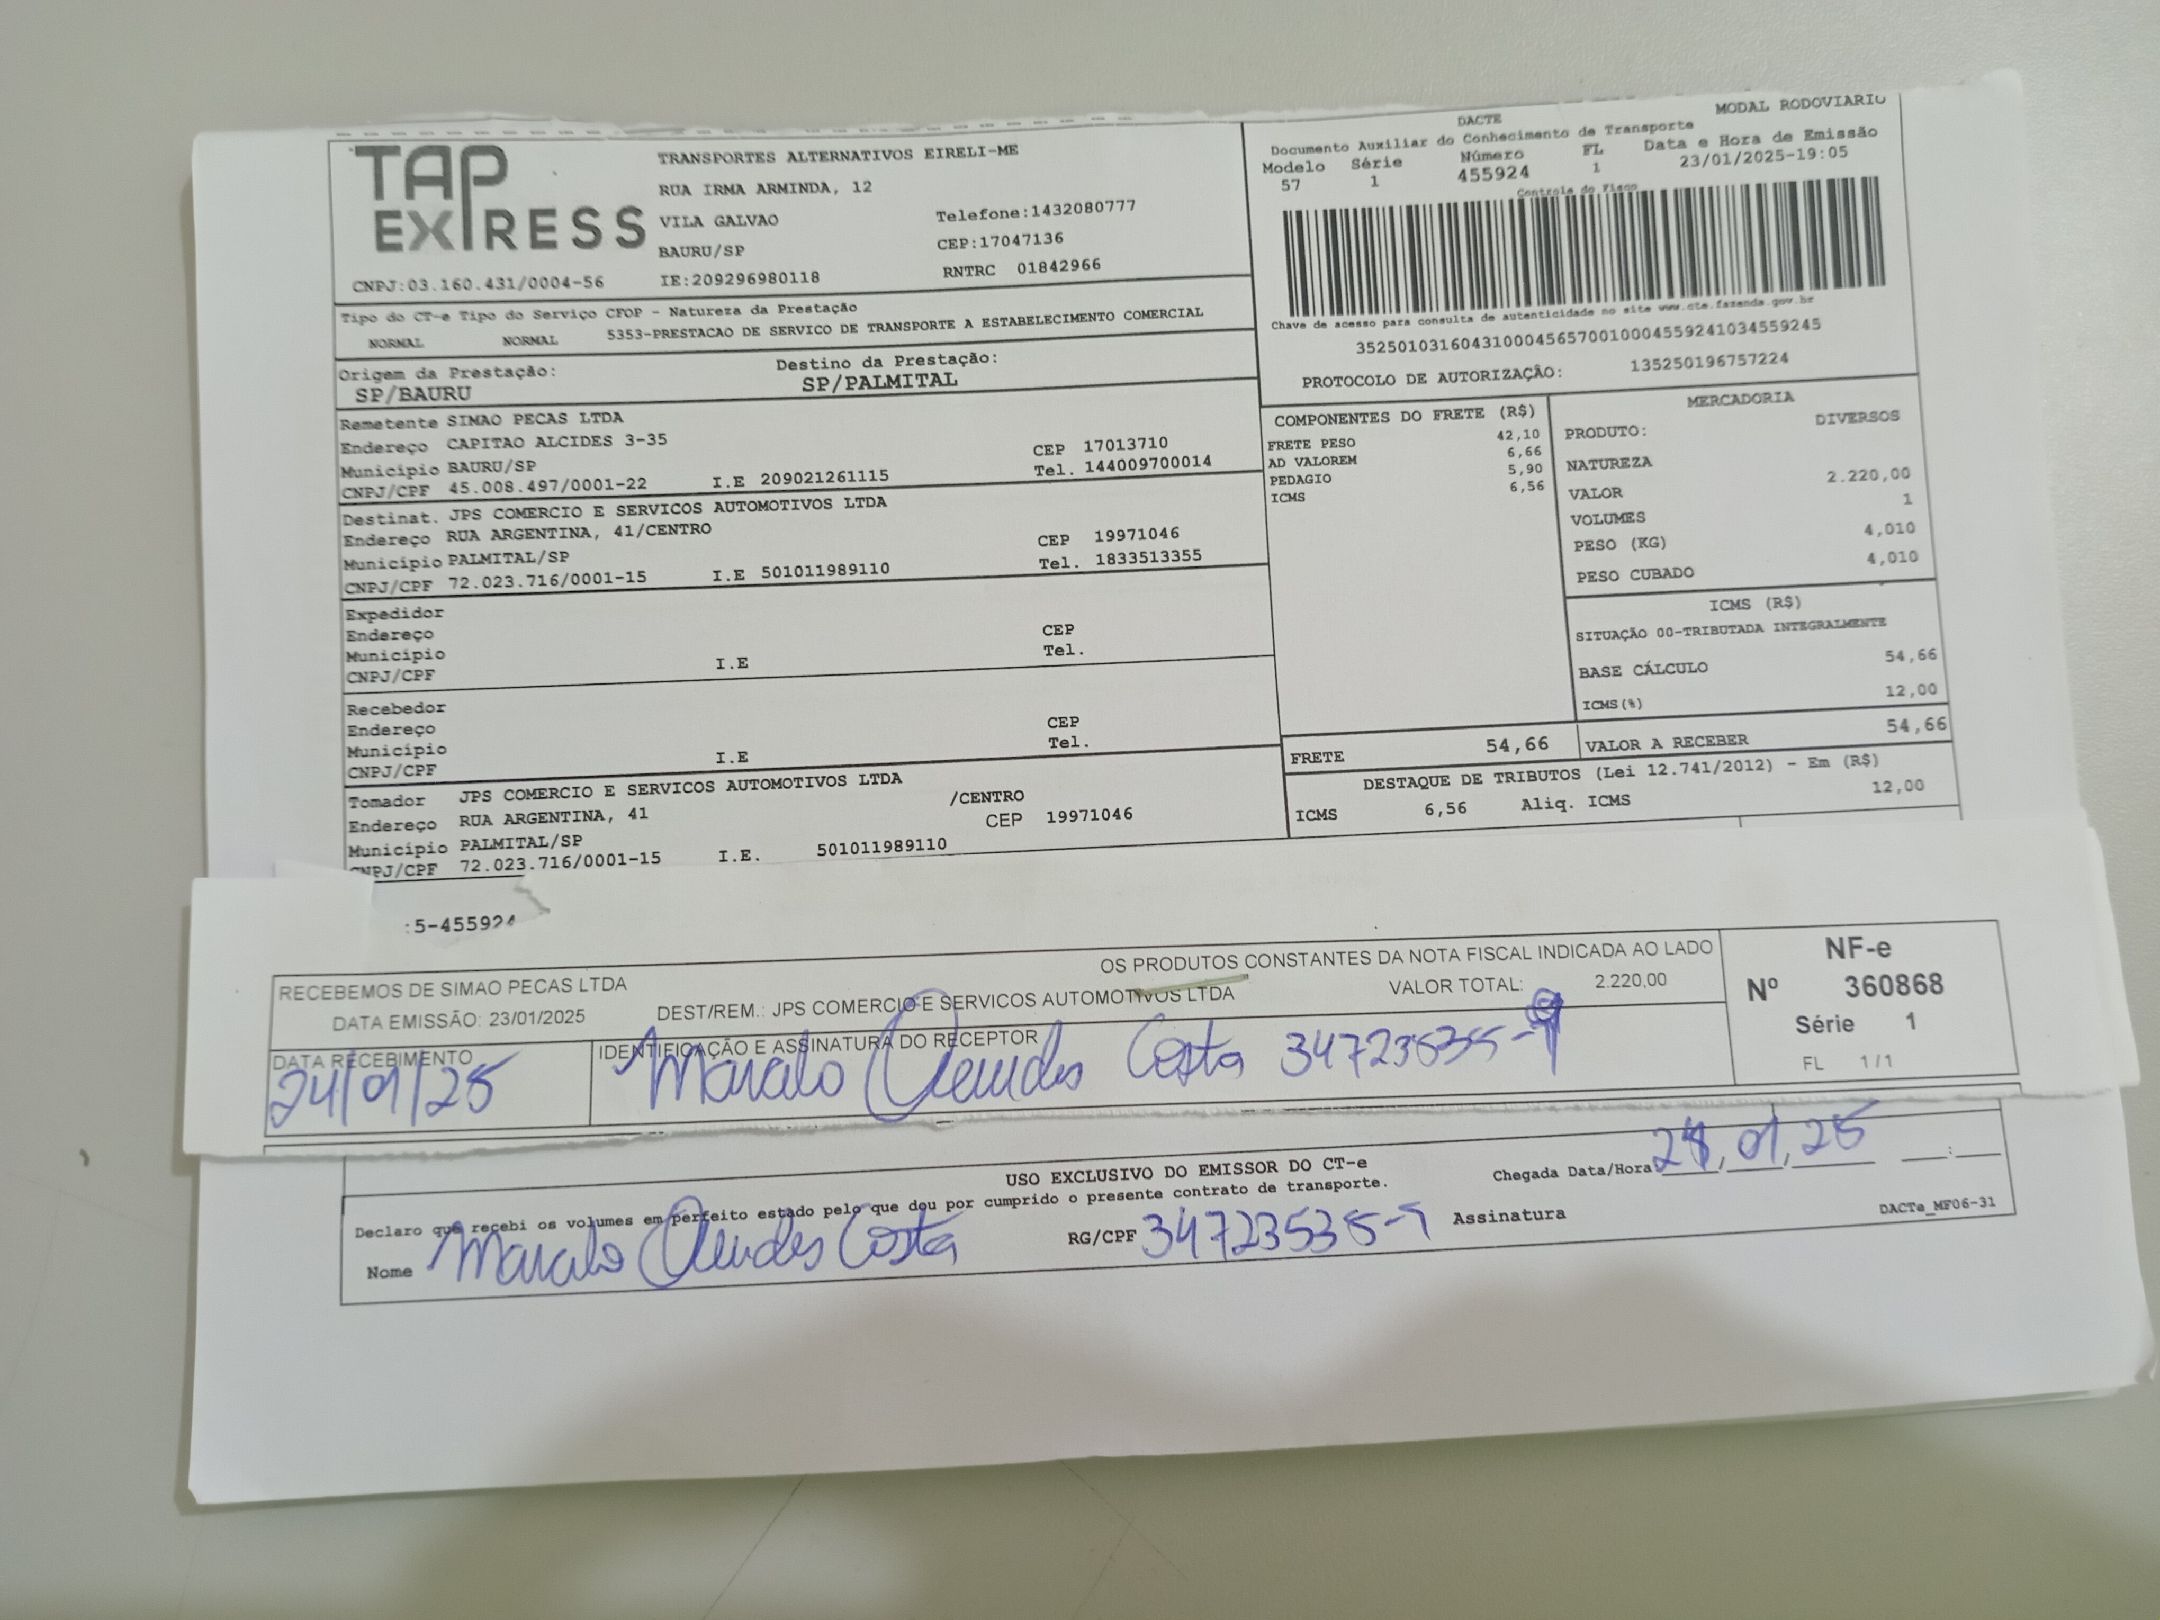 TAP EXPRESS
TRANSPORTES ALTERNATIVOS EIRELI-ME
RUA IRMA ARMINDA, 12
VILA GALVAO Telefone:1432080777
BAURU/SP CEP:17047136
CNPJ:03.160.431/0004-56 IE:209296980118 RNTRC 01842966
DACTE MODAL RODOVIARIO
Documento Auxiliar do Conhecimento de Transporte
Modelo Série Número FL Data e Hora de Emissão
57 1 455924 1 23/01/2025-19:05
Controle do Fisco
Chave de acesso para consulta de autenticidade no site www.cte.fazenda.gov.br
35250103160431000456570010004559241034559245
PROTOCOLO DE AUTORIZAÇÃO: 135250196757224
Tipo do CT-e Tipo do Serviço CFOP - Natureza da Prestação
NORMAL NORMAL 5353-PRESTACAO DE SERVICO DE TRANSPORTE A ESTABELECIMENTO COMERCIAL
Origem da Prestação: Destino da Prestação:
SP/BAURU SP/PALMITAL
Remetente SIMAO PECAS LTDA
Endereço CAPITAO ALCIDES 3-35 CEP 17013710
Município BAURU/SP Tel. 144009700014
CNPJ/CPF 45.008.497/0001-22 I.E 209021261115
Destinat. JPS COMERCIO E SERVICOS AUTOMOTIVOS LTDA
Endereço RUA ARGENTINA, 41/CENTRO CEP 19971046
Município PALMITAL/SP Tel. 1833513355
CNPJ/CPF 72.023.716/0001-15 I.E 501011989110
Expedidor
Endereço CEP
Município Tel.
CNPJ/CPF I.E
Recebedor
Endereço CEP
Município Tel.
CNPJ/CPF I.E
Tomador JPS COMERCIO E SERVICOS AUTOMOTIVOS LTDA
Endereço RUA ARGENTINA, 41 /CENTRO
Município PALMITAL/SP CEP 19971046
CNPJ/CPF 72.023.716/0001-15 I.E. 501011989110
COMPONENTES DO FRETE (R$)
FRETE PESO 42,10
AD VALOREM 6,66
PEDAGIO 5,90
ICMS 6,56
MERCADORIA
PRODUTO: DIVERSOS
NATUREZA
VALOR 2.220,00
VOLUMES 1
PESO (KG) 4,010
PESO CUBADO 4,010
ICMS (R$)
SITUAÇÃO 00-TRIBUTADA INTEGRALMENTE
BASE CÁLCULO 54,66
ICMS(%) 12,00
FRETE 54,66 VALOR A RECEBER 54,66
DESTAQUE DE TRIBUTOS (Lei 12.741/2012) - Em (R$)
ICMS 6,56 Aliq. ICMS 12,00
:5-455924
RECEBEMOS DE SIMAO PECAS LTDA OS PRODUTOS CONSTANTES DA NOTA FISCAL INDICADA AO LADO
DATA EMISSÃO: 23/01/2025 DEST/REM.: JPS COMERCIO E SERVICOS AUTOMOTIVOS LTDA VALOR TOTAL: 2.220,00
DATA RECEBIMENTO IDENTIFICAÇÃO E ASSINATURA DO RECEPTOR
24/01/25 Costa 34723535-9
NF-e
Nº 360868
Série 1
FL 1/1
USO EXCLUSIVO DO EMISSOR DO CT-e
Declaro que recebi os volumes em perfeito estado pelo que dou por cumprido o presente contrato de transporte.
Chegada Data/Hora 24,01,25 :
Nome Costa RG/CPF 34723535-9 Assinatura
DACTe_MF06-31